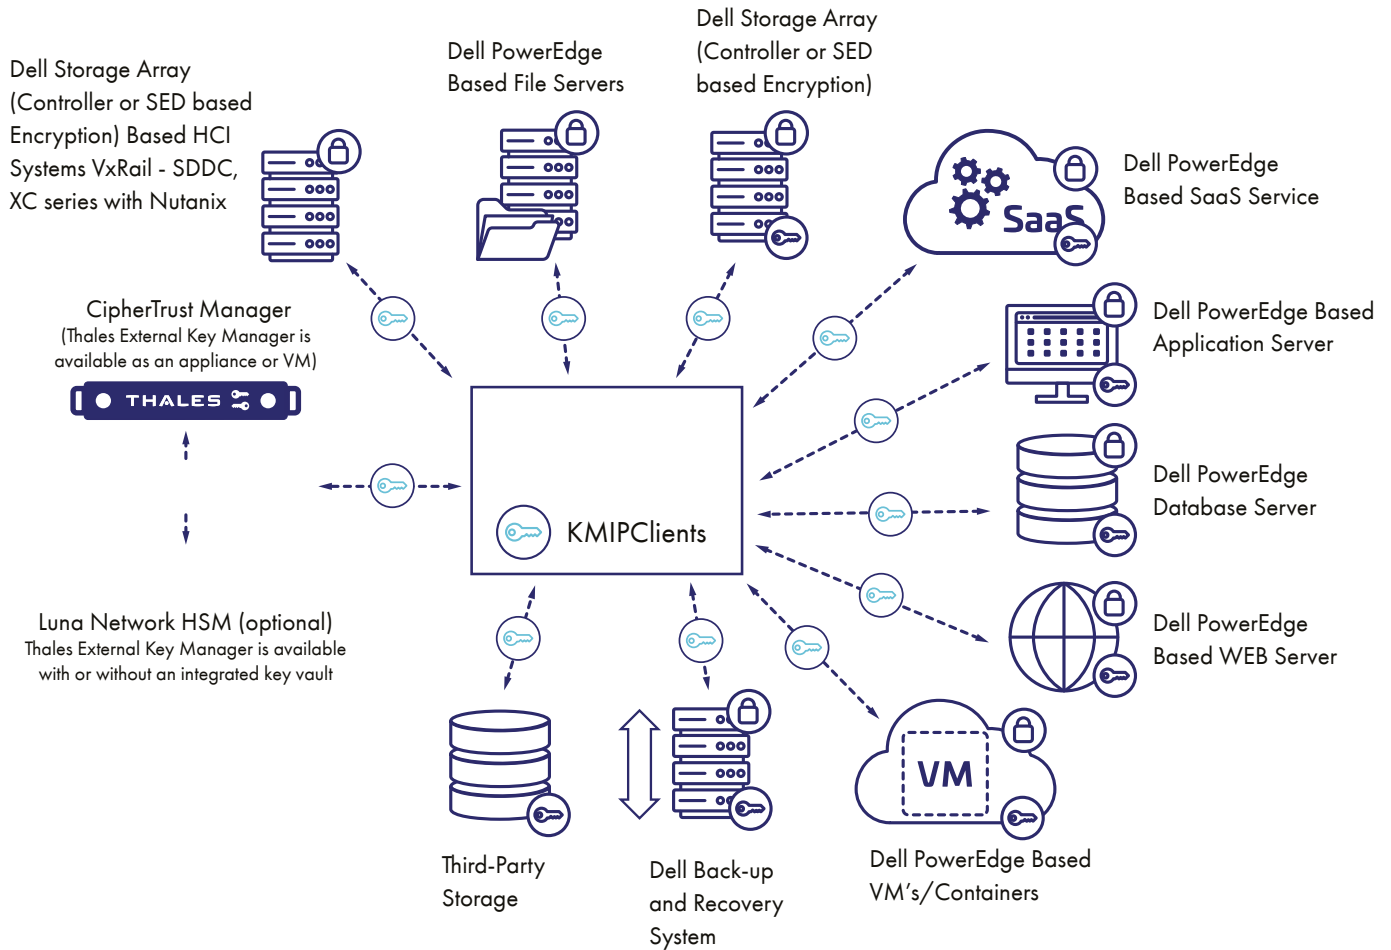 Dell Storage Array
(Controller or SED based
Encryption) Based HCI
Systems VxRail - SDDC,
XC series with Nutanix
Dell PowerEdge
Based File Servers
Dell Storage Array
(Controller or SED
based Encryption)
SaaS
Dell PowerEdge
Based SaaS Service
CipherTrust Manager
(Thales External Key Manager is
available as an appliance or VM)
THALES
Dell PowerEdge Based
Application Server
Dell PowerEdge
Database Server
KMIPClients
Luna Network HSM (optional)
Thales External Key Manager is available
with or without an integrated key vault
Dell PowerEdge
Based WEB Server
VM
Third-Party
Storage
Dell Back-up
and Recovery
System
Dell PowerEdge Based
VM's/Containers